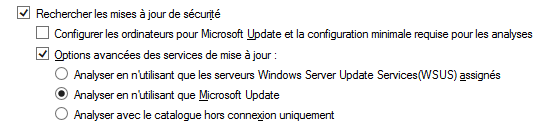 Rechercher les mises à jour de sécurité
Configurer les ordinateurs pour Microsoft Update et la configuration minimale requise pour les analyses
Options avancées des services de mise à jour :
Analyser en n'utilisant que les serveurs Windows Server Update Services(WSUS) assignés
Analyser en n'utilisant que Microsoft Update
Analyser avec le catalogue hors connexion uniquement